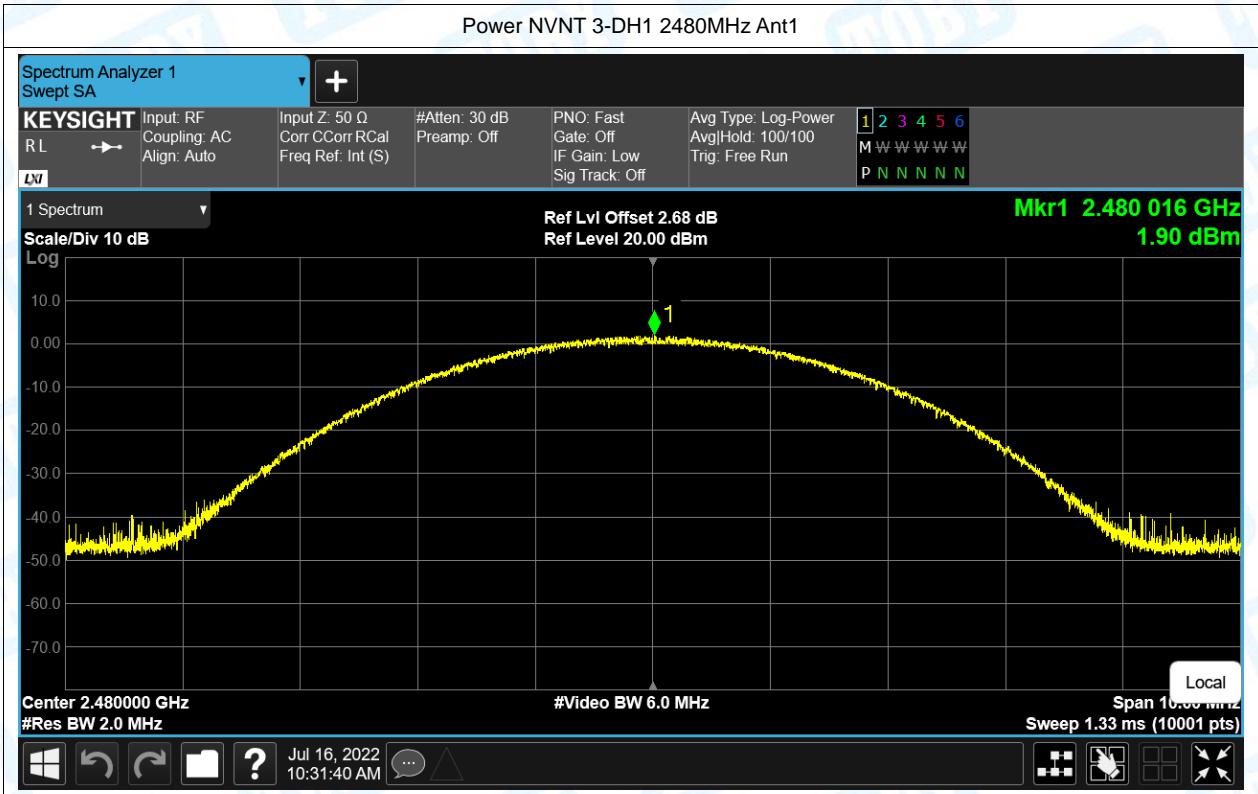 Power NVNT 3-DH1 2480MHz Ant1
Spectrum Analyzer 1
Swept SA
KEYSIGHT
R L
LXI
Input: RF
Coupling: AC
Align: Auto
Input Z: 50 Ω
Corr CCorr RCal
Freq Ref: Int (S)
#Atten: 30 dB
Preamp: Off
PNO: Fast
Gate: Off
IF Gain: Low
Sig Track: Off
Avg Type: Log-Power
Avg|Hold: 100/100
Trig: Free Run
1 2 3 4 5 6
M W W W W W
P N N N N N
1 Spectrum
Scale/Div 10 dB
Ref Lvl Offset 2.68 dB
Ref Level 20.00 dBm
Mkr1 2.480 016 GHz
1.90 dBm
Log
10.0
0.00
-10.0
-20.0
-30.0
-40.0
-50.0
-60.0
-70.0
1
Local
Center 2.480000 GHz
#Res BW 2.0 MHz
#Video BW 6.0 MHz
Span 10.00 MHz
Sweep 1.33 ms (10001 pts)
?
Jul 16, 2022
10:31:40 AM